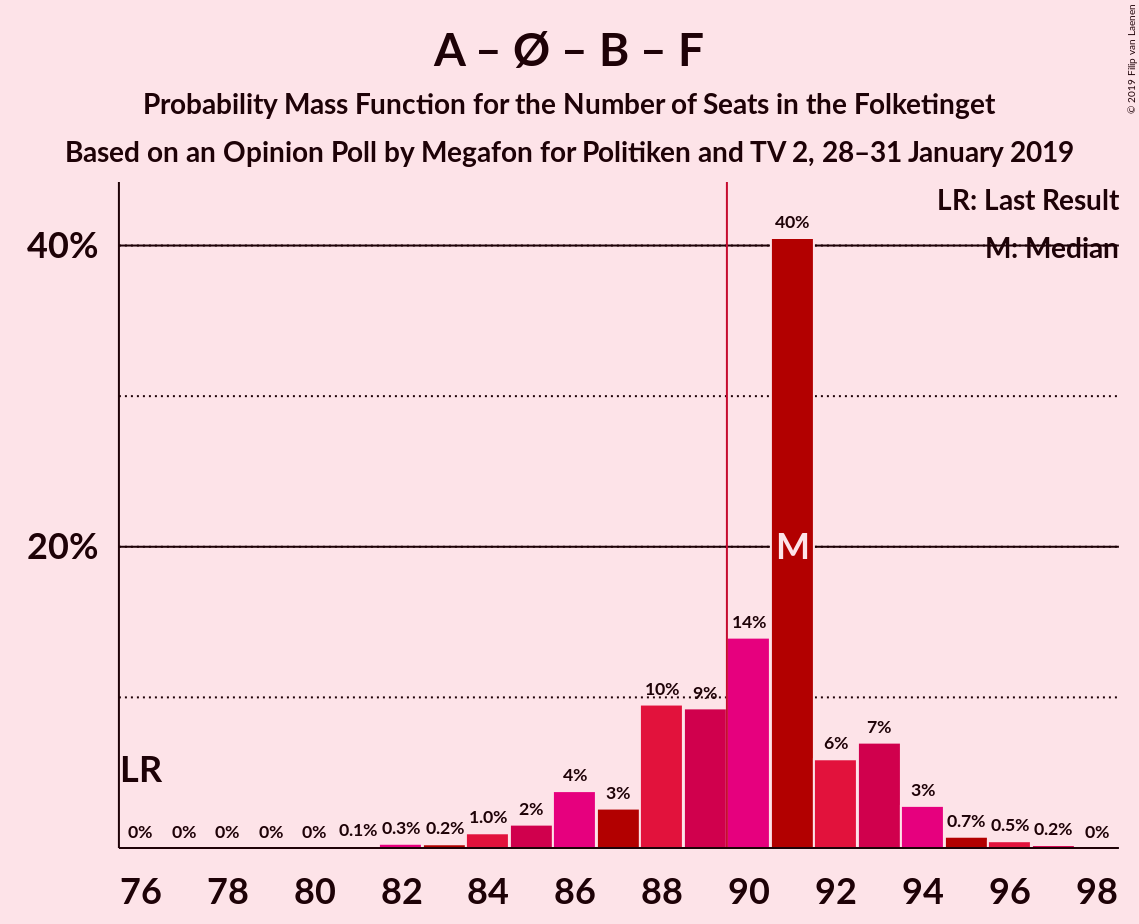 © 2019 Filip van Laenen
A – Ø – B – F
Probability Mass Function for the Number of Seats in the Folketinget
Based on an Opinion Poll by Megafon for Politiken and TV 2, 28–31 January 2019
LR: Last Result
M: Median
40%
20%
LR
M
0% 0% 0% 0% 0% 0.1% 0.3% 0.2% 1.0% 2% 4% 3% 10% 9% 14% 40% 6% 7% 3% 0.7% 0.5% 0.2% 0%
76 78 80 82 84 86 88 90 92 94 96 98